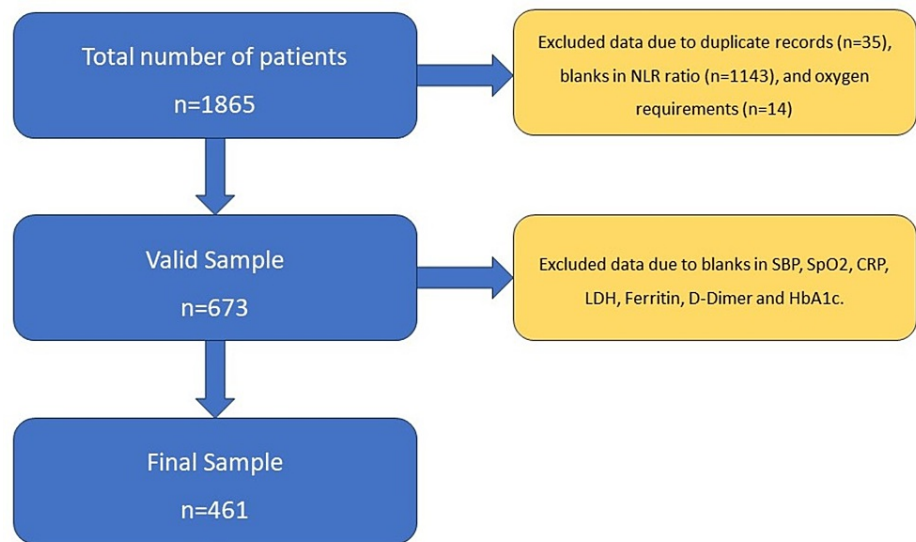 Total number of patients
n=1865
Excluded data due to duplicate records (n=35),
blanks in NLR ratio (n=1143), and oxygen
requirements (n=14)
Valid Sample
n=673
Excluded data due to blanks in SBP, SpO2, CRP,
LDH, Ferritin, D-Dimer and HbA1c.
Final Sample
n=461